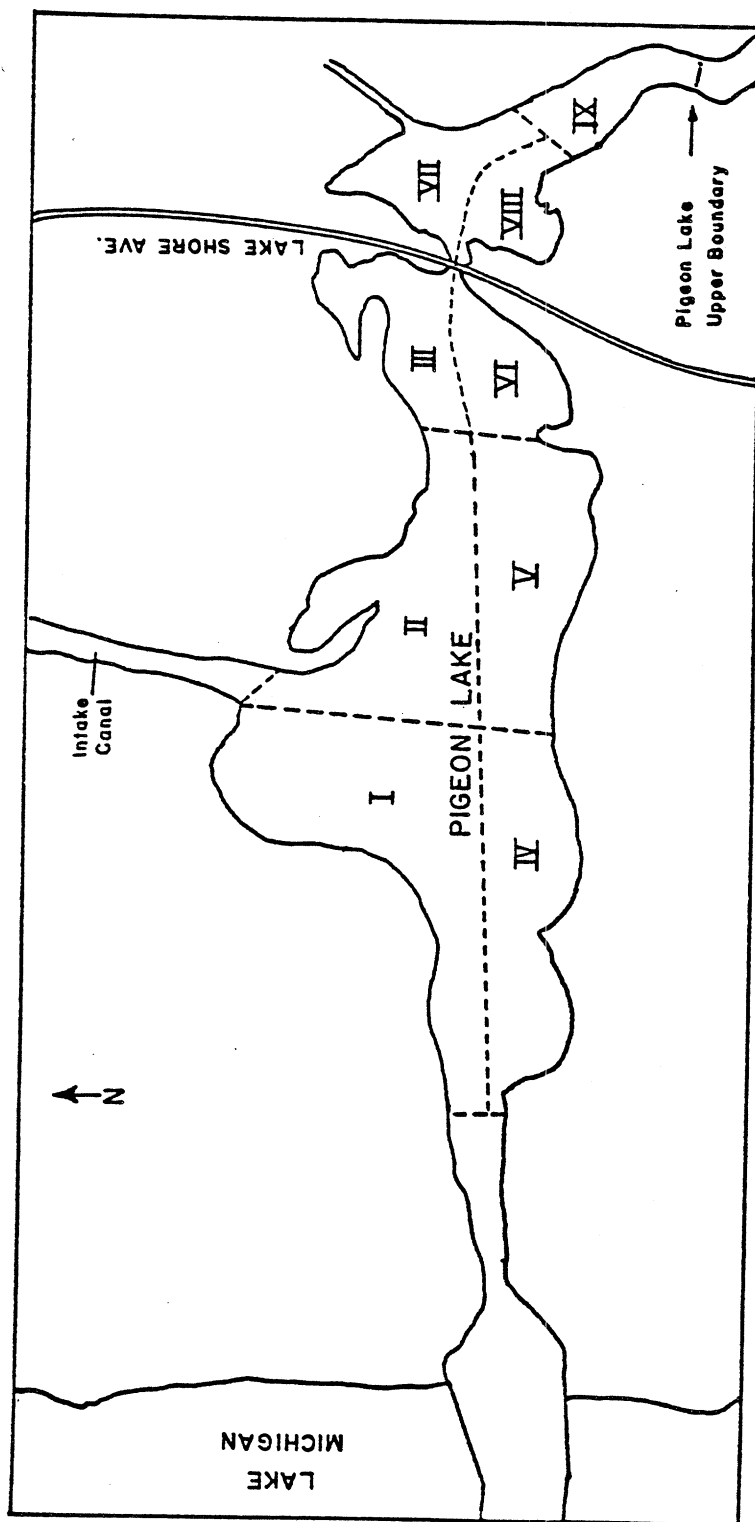 LAKE SHORE AVE.
VII
IX
VIII
Pigeon Lake
Upper Boundary
III
VI
Intake
Canal
II
V
PIGEON LAKE
I
IV
N
LAKE
MICHIGAN